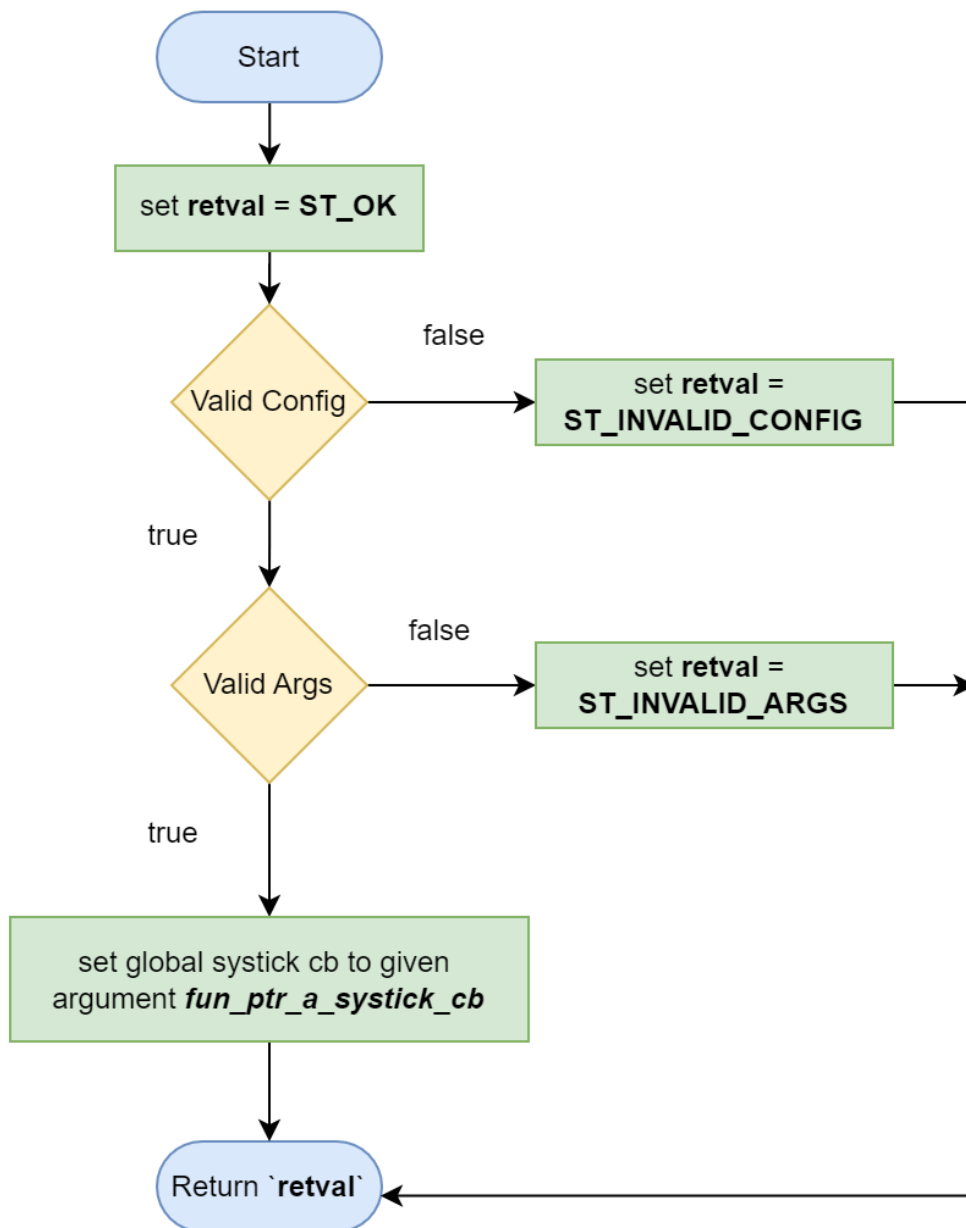 Start
set retval = ST_OK
false
Valid Config
set retval =
ST_INVALID_CONFIG
true
false
Valid Args
set retval =
ST_INVALID_ARGS
true
set global systick cb to given
argument fun_ptr_a_systick_cb
Return `retval`